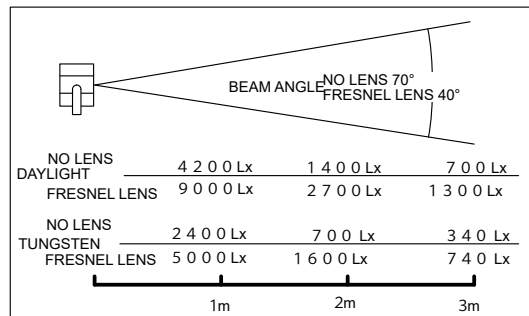 BEAM ANGLE NO LENS 70°
FRESNEL LENS 40°
NO LENS 4200Lx 1400Lx 700Lx
DAYLIGHT
FRESNEL LENS 9000Lx 2700Lx 1300Lx
NO LENS 2400Lx 700Lx 340Lx
TUNGSTEN
FRESNEL LENS 5000Lx 1600Lx 740Lx
1m 2m 3m